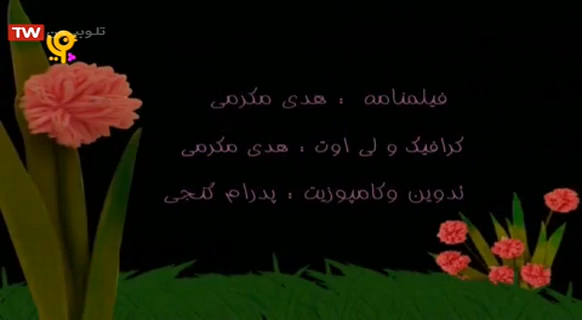 TW تلوبیون
فیلمنامه : هدی مکرمی
گرافیک و لی اوت : هدی مکرمی
تدوین وکامپوزیت : پدرام گنجی